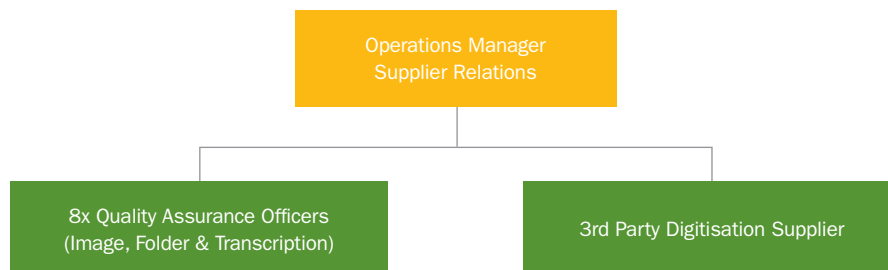 Operations Manager
Supplier Relations
8x Quality Assurance Officers
(Image, Folder & Transcription)
3rd Party Digitisation Supplier